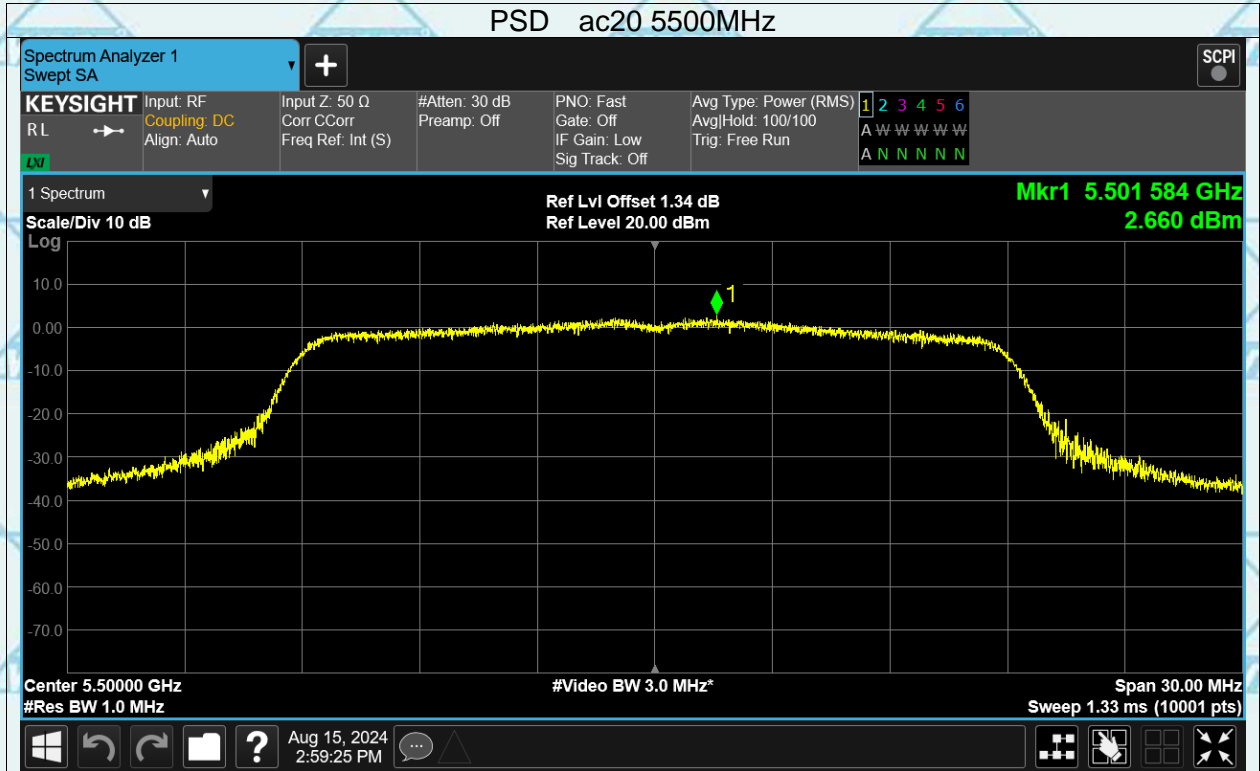 PSD ac20 5500MHz
Spectrum Analyzer 1
Swept SA
SCPI
KEYSIGHT
R L
LXI
Input: RF
Coupling: DC
Align: Auto
Input Z: 50 Ω
Corr CCorr
Freq Ref: Int (S)
#Atten: 30 dB
Preamp: Off
PNO: Fast
Gate: Off
IF Gain: Low
Sig Track: Off
Avg Type: Power (RMS)
Avg|Hold: 100/100
Trig: Free Run
1 2 3 4 5 6
A W W W W W
A N N N N N
1 Spectrum
Scale/Div 10 dB
Ref Lvl Offset 1.34 dB
Ref Level 20.00 dBm
Mkr1 5.501 584 GHz
2.660 dBm
Log
10.0
0.00
-10.0
-20.0
-30.0
-40.0
-50.0
-60.0
-70.0
1
Center 5.50000 GHz
#Res BW 1.0 MHz
#Video BW 3.0 MHz*
Span 30.00 MHz
Sweep 1.33 ms (10001 pts)
?
Aug 15, 2024
2:59:25 PM